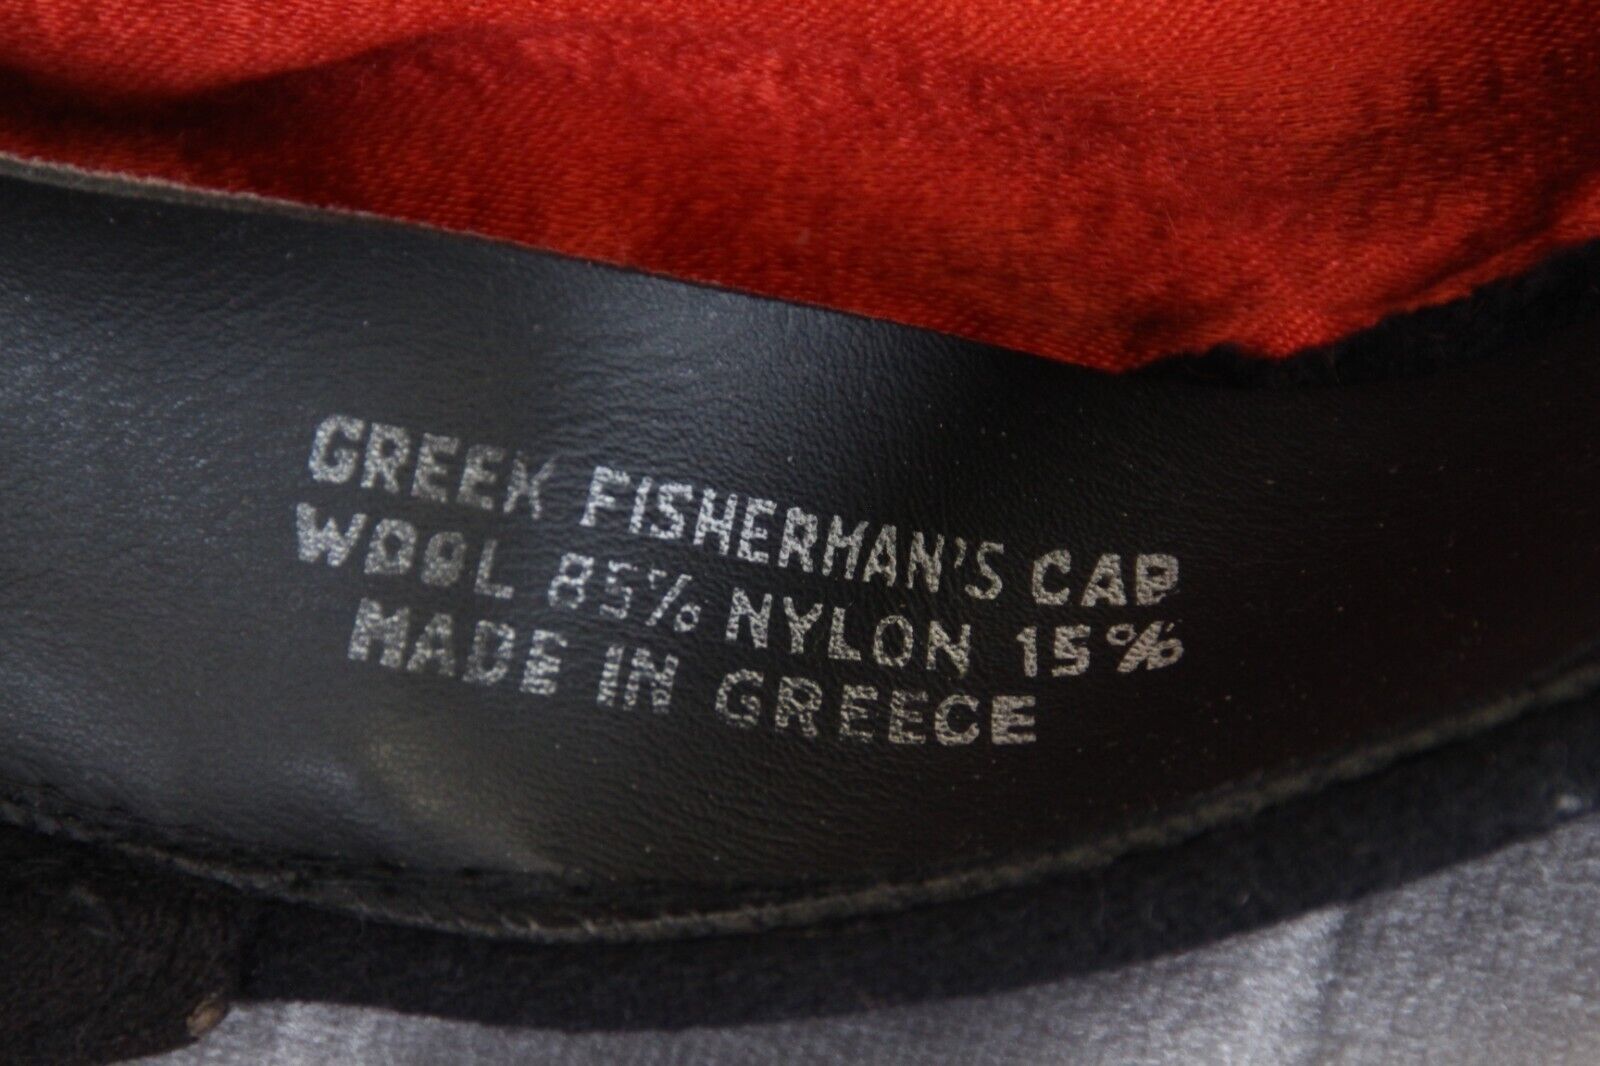 GREEK FISHERMAN'S CAP
WOOL 85% NYLON 15%
MADE IN GREECE